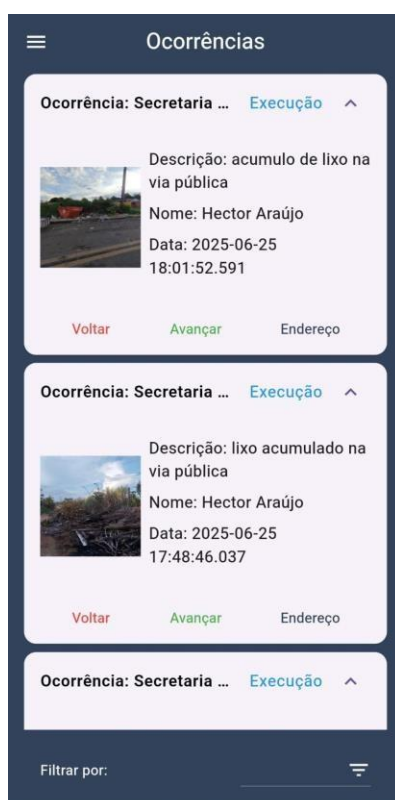 Ocorrências
Ocorrência: Secretaria ... Execução
Descrição: acumulo de lixo na
via pública
Nome: Hector Araújo
Data: 2025-06-25
18:01:52.591
Voltar Avançar Endereço
Ocorrência: Secretaria ... Execução
Descrição: lixo acumulado na
via pública
Nome: Hector Araújo
Data: 2025-06-25
17:48:46.037
Voltar Avançar Endereço
Ocorrência: Secretaria ... Execução
Filtrar por: